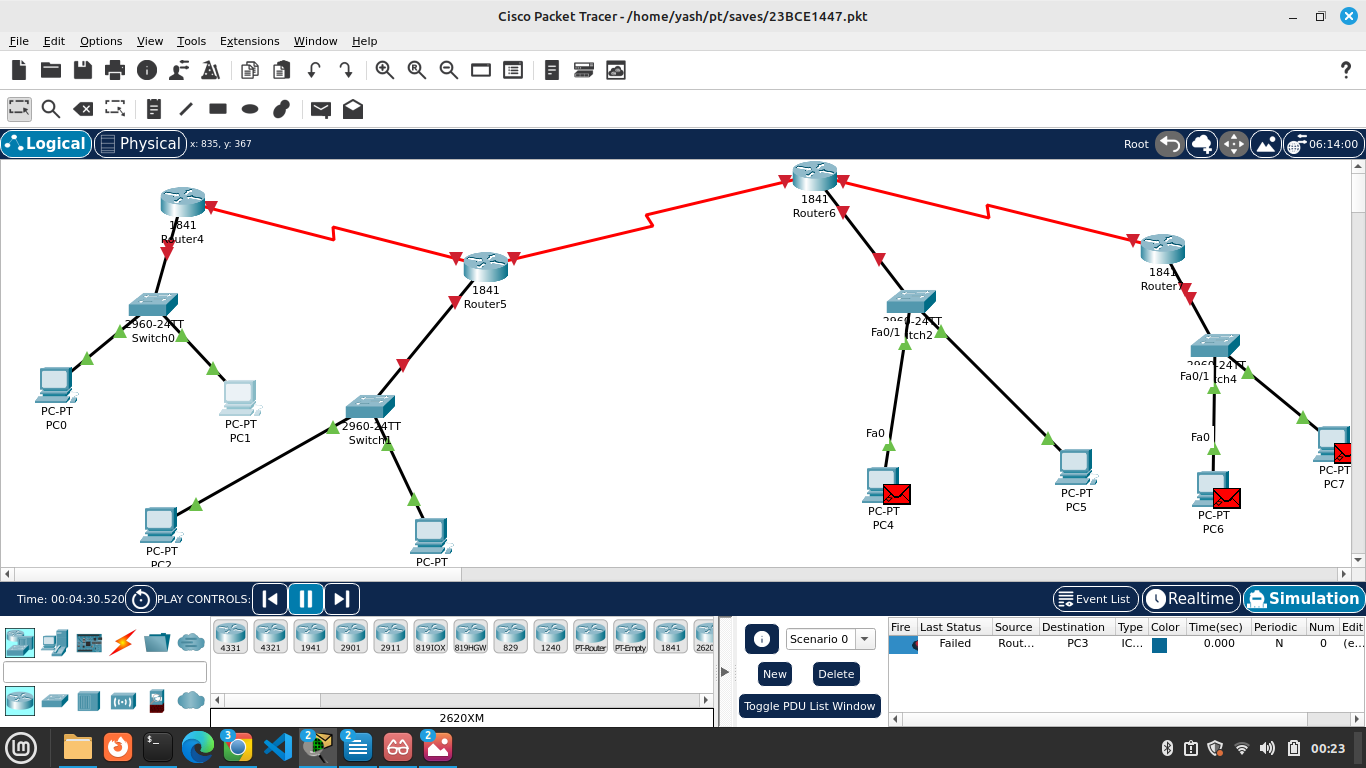 Cisco Packet Tracer - /home/yash/pt/saves/23BCE1447.pkt
File Edit Options View Tools Extensions Window Help
Logical Physical x: 835, y: 367 Root 06:14:00
1841
Router4
1841
Router5
1841
Router6
1841
Router7
2960-24TT
Switch0
2960-24TT
Switch1
2960-24TT
tch2
Fa0/1
2960-24TT
tch4
Fa0/1
PC-PT
PC0
PC-PT
PC1
PC-PT
PC2
PC-PT
Fa0
PC-PT
PC4
PC-PT
PC5
Fa0
PC-PT
PC6
PC-PT
PC7
Time: 00:04:30.520 PLAY CONTROLS: Event List Realtime Simulation
4331 4321 1941 2901 2911 819IOX 819HGW 829 1240 PT-Router PT-Empty 1841 2620
2620XM
Scenario 0
New Delete
Toggle PDU List Window
Fire Last Status Source Destination Type Color Time(sec) Periodic Num Edit
Failed Rout... PC3 IC... 0.000 N 0 (e...
3 2 2 2 00:23